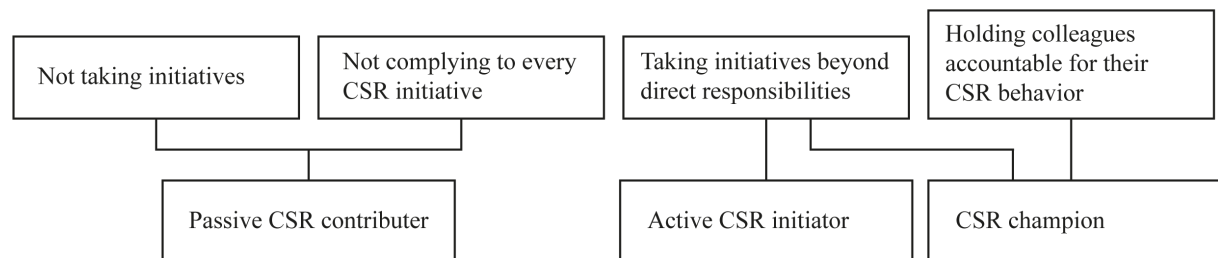 Not taking initiatives
Not complying to every
CSR initiative
Taking initiatives beyond
direct responsibilities
Holding colleagues
accountable for their
CSR behavior
Passive CSR contributer
Active CSR initiator
CSR champion